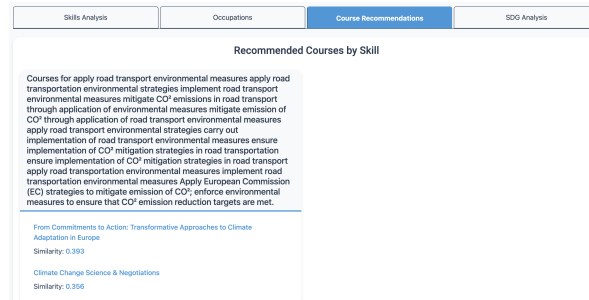 Skills Analysis
Occupations
Course Recommendations
SDG Analysis
Recommended Courses by Skill
Courses for apply road transport environmental measures apply road
transportation environmental strategies implement road transport
environmental measures mitigate CO² emissions in road transport
through application of environmental measures mitigate emission of
CO² through application of road transport environmental measures
apply road transport environmental strategies carry out
implementation of road transport environmental measures ensure
implementation of CO² mitigation strategies in road transportation
ensure implementation of CO² mitigation strategies in road transport
apply road transportation environmental measures implement road
transportation environmental measures Apply European Commission
(EC) strategies to mitigate emission of CO²; enforce environmental
measures to ensure that CO² emission reduction targets are met.
From Commitments to Action: Transformative Approaches to Climate
Adaptation in Europe
Similarity: 0.393
Climate Change Science & Negotiations
Similarity: 0.356